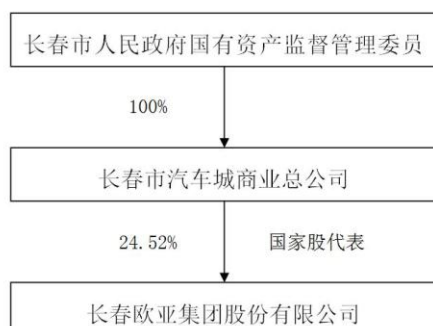 长春市人民政府国有资产监督管理委员
100%
长春市汽车城商业总公司
24.52% 国家股代表
长春欧亚集团股份有限公司